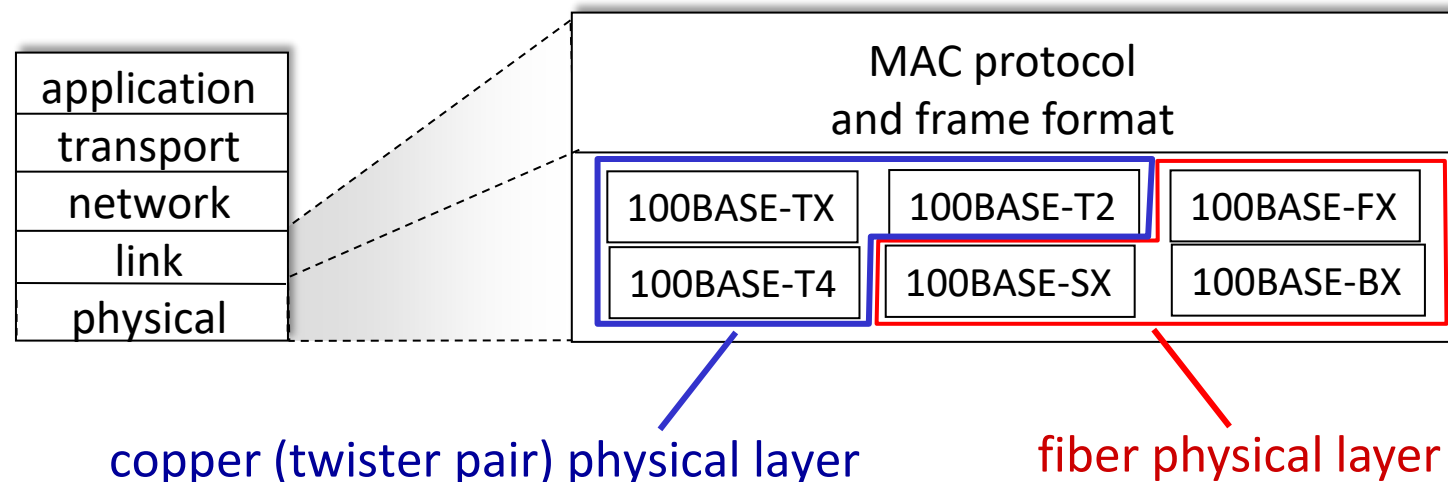 application
transport
network
link
physical
MAC protocol
and frame format
100BASE-TX 100BASE-T2 100BASE-FX
100BASE-T4 100BASE-SX 100BASE-BX
copper (twister pair) physical layer
fiber physical layer